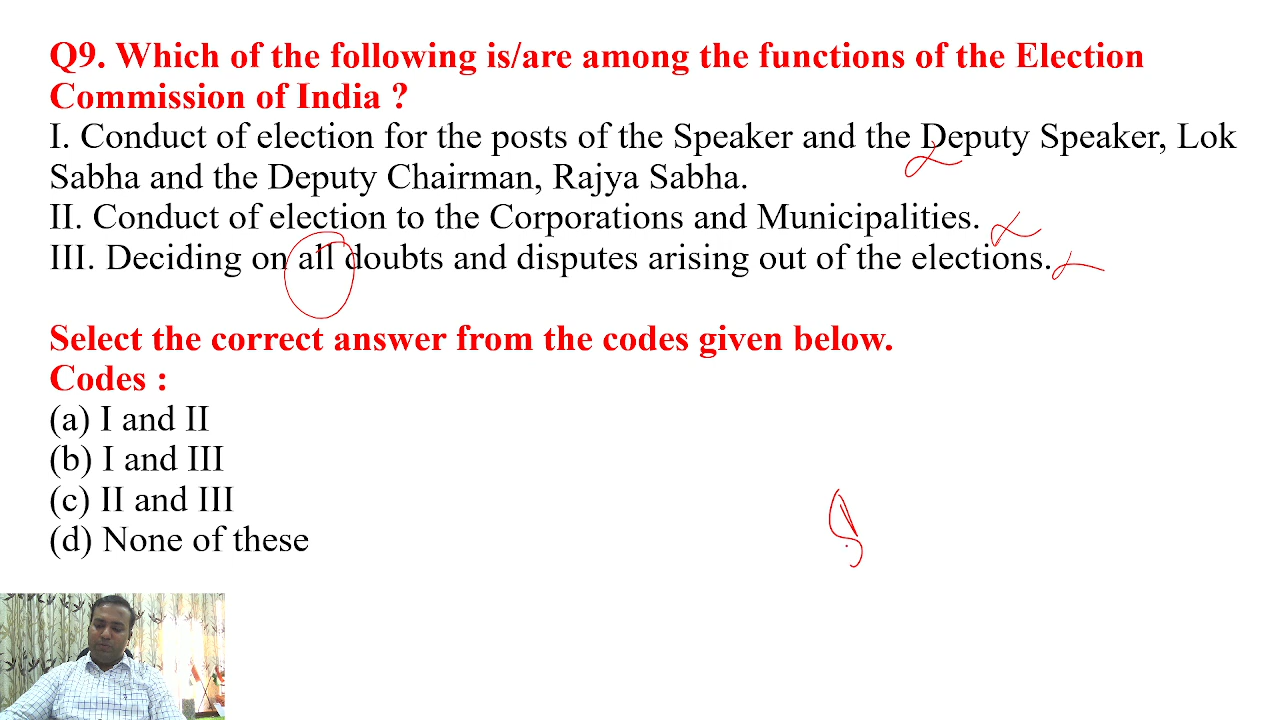 Q9. Which of the following is/are among the functions of the Election
Commission of India ?
I. Conduct of election for the posts of the Speaker and the Deputy Speaker, Lok
Sabha and the Deputy Chairman, Rajya Sabha.
II. Conduct of election to the Corporations and Municipalities.
III. Deciding on all doubts and disputes arising out of the elections.
Select the correct answer from the codes given below.
Codes :
(a) I and II
(b) I and III
(c) II and III
(d) None of these